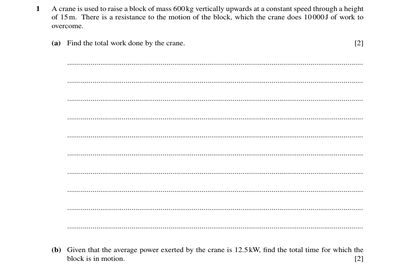 1 A crane is used to raise a block of mass 600 kg vertically upwards at a constant speed through a height
of 15 m. There is a resistance to the motion of the block, which the crane does 10 000 J of work to
overcome.
(a) Find the total work done by the crane. [2]
(b) Given that the average power exerted by the crane is 12.5 kW, find the total time for which the
block is in motion. [2]